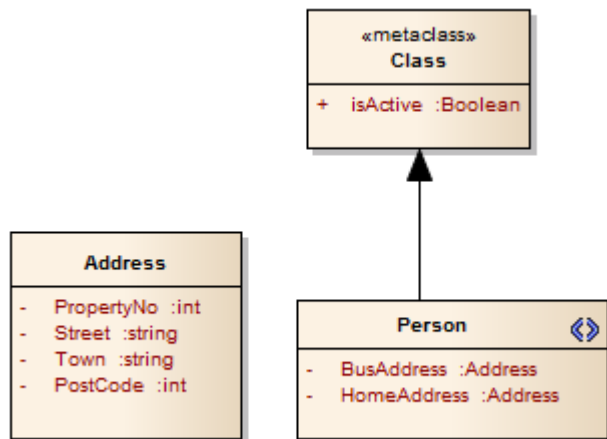 «metaclass»
Class
+ isActive :Boolean
Address
- PropertyNo :int
- Street :string
- Town :string
- PostCode :int
Person
- BusAddress :Address
- HomeAddress :Address